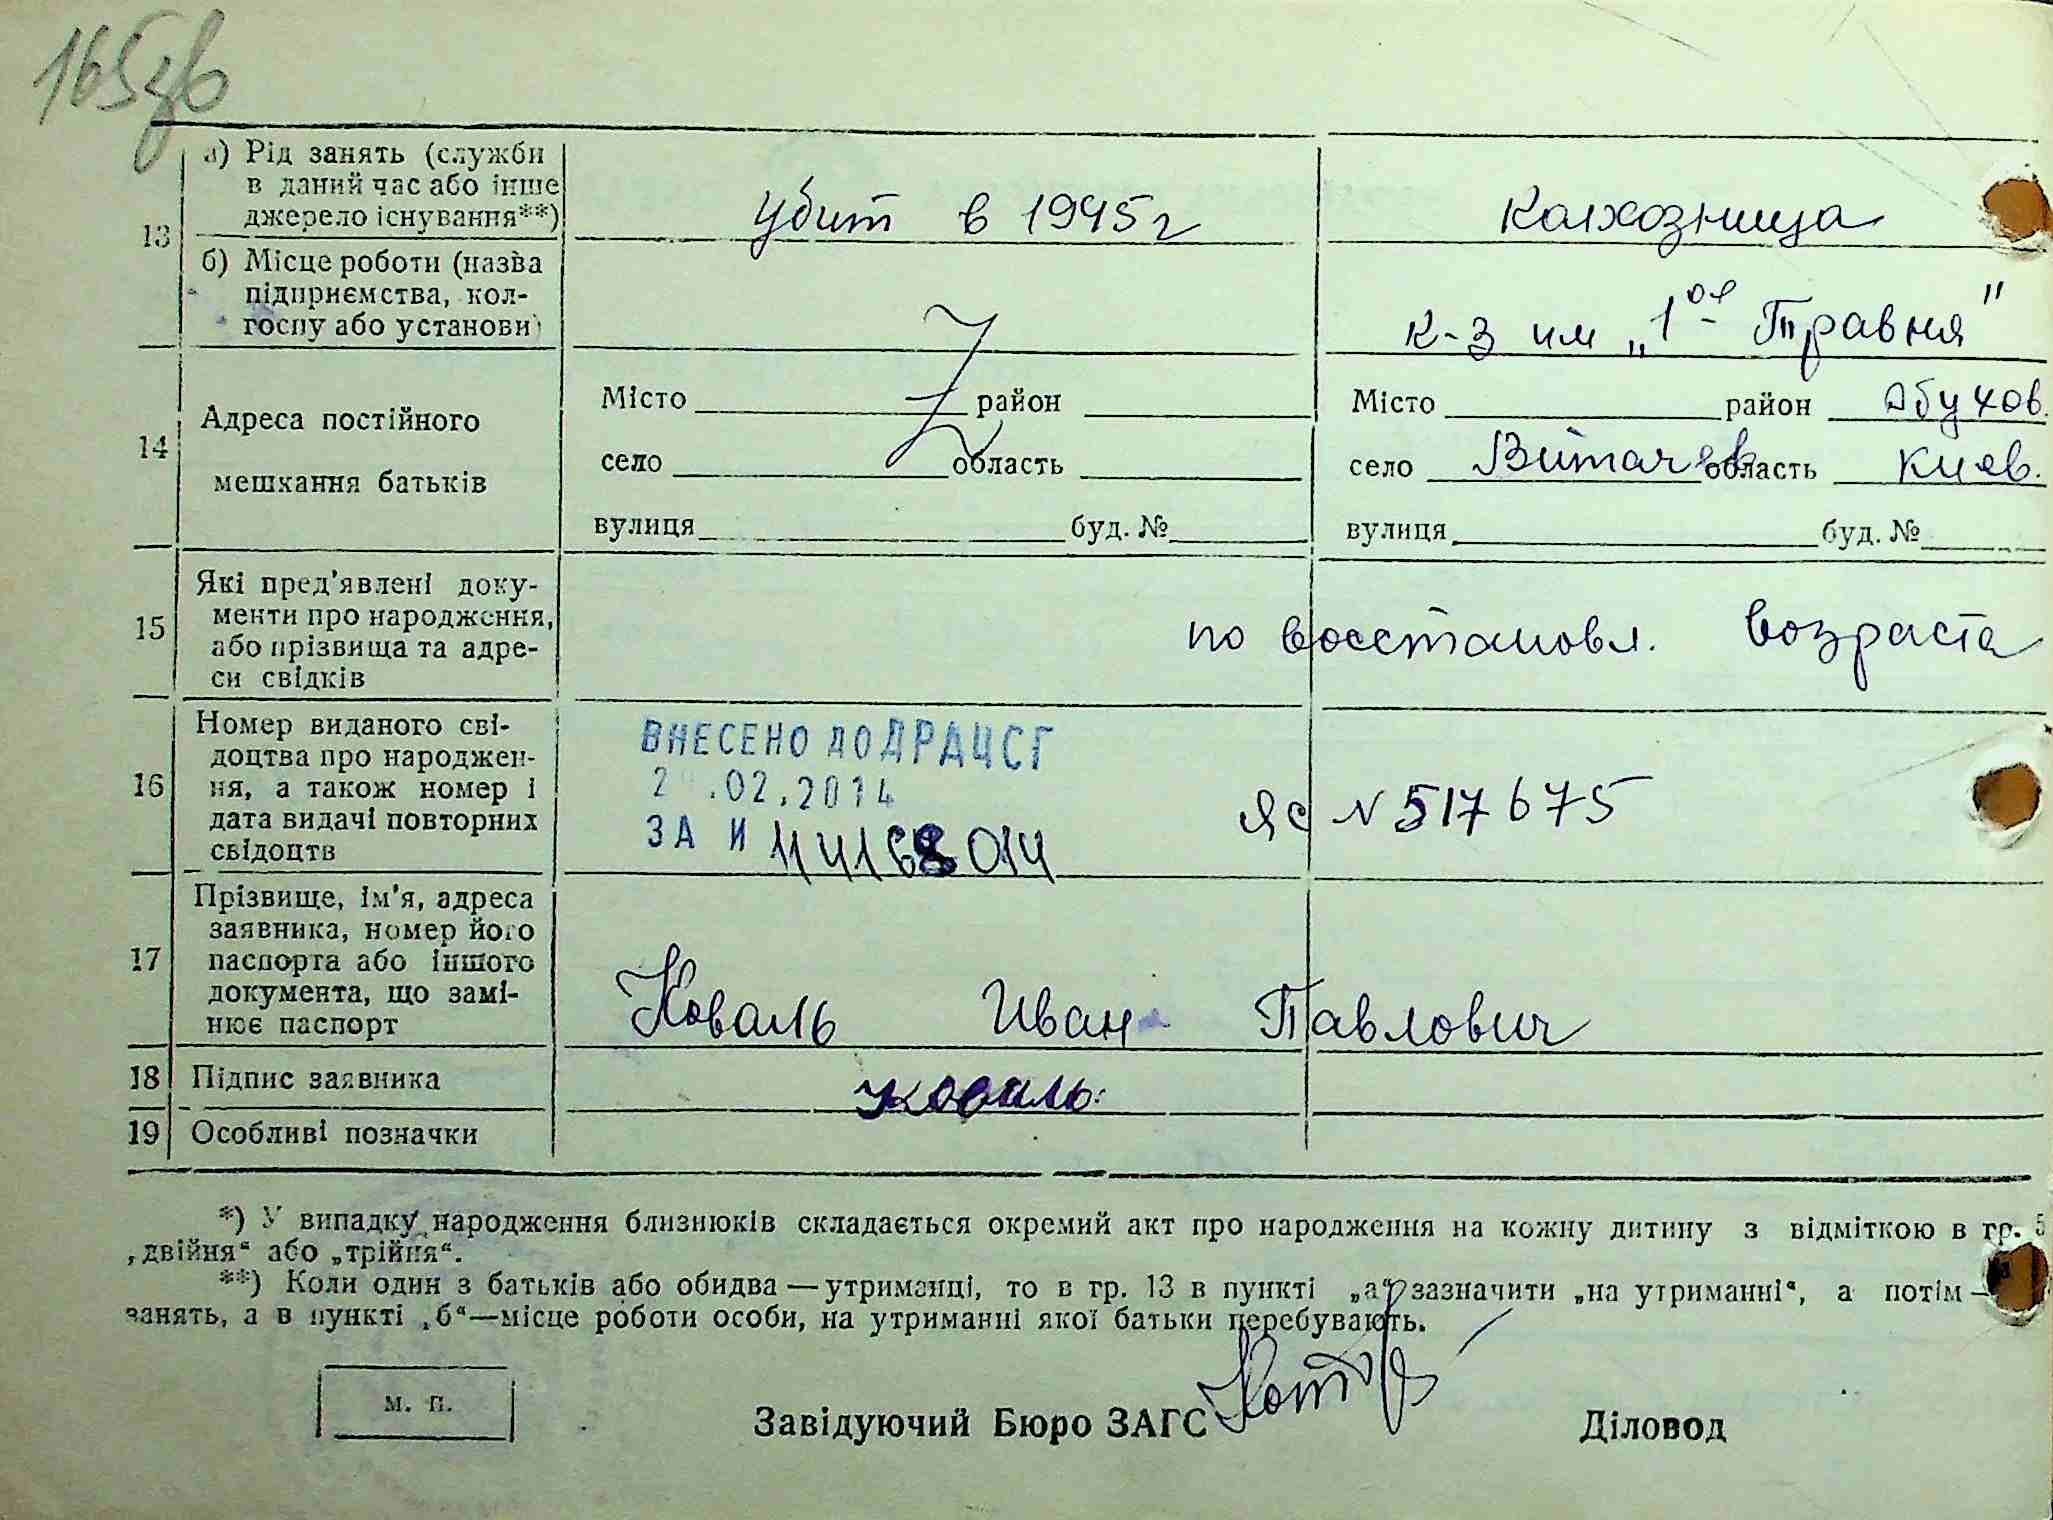 165зв
13
а) Рід занять (служби
в даний час або інше
джерело існування**)
Убит в 1945г
Колхозница
б) Місце роботи (назва
підприємства, кол-
госпу або установи)
к-з им „1ое Травня"
14
Адреса постійного
мешкання батьків
Місто район
село область
вулиця буд. №
Місто район Обухов.
село Витачев область Киев.
вулиця буд. №
15
Які пред'явлені доку-
менти про народження,
або прізвища та адре-
си свідків
по восстановл. возраста
16
Номер виданого сві-
доцтва про народжен-
ня, а також номер і
дата видачі повторних
свідоцтв
ВНЕСЕНО ДО ДРАЦСГ
.02.2014
ЗА И
ЯС N 517675
17
Прізвище, ім'я, адреса
заявника, номер його
паспорта або іншого
документа, що замі-
нює паспорт
Коваль Иван Павлович
18 Підпис заявника
Коваль
19 Особливі позначки
*) У випадку народження близнюків складається окремий акт про народження на кожну дитину з відміткою в гр. 5
„двійня“ або „трійня“.
**) Коли один з батьків або обидва — утриманці, то в гр. 13 в пункті „а“ зазначити „на утриманні“, а потім —
занять, а в пункті „б“—місце роботи особи, на утриманні якої батьки перебувають.
м. п.
Завідуючий Бюро ЗАГС
Діловод